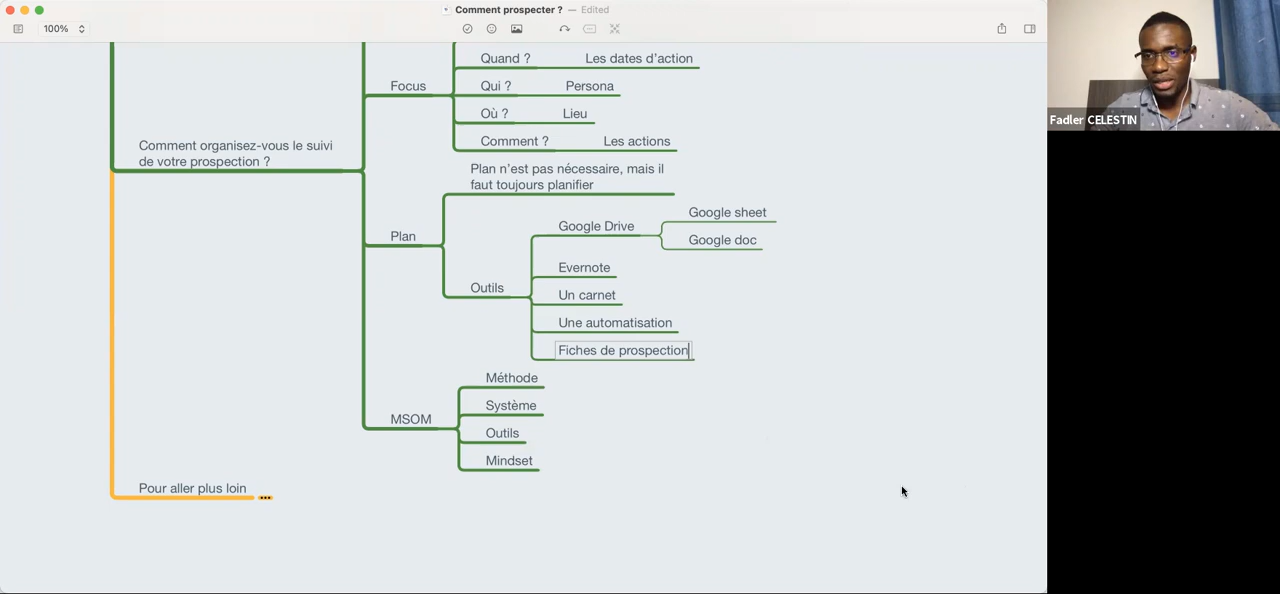 Comment prospecter ? — Edited
100%
Quand ? Les dates d'action
Focus Qui ? Persona
Où ? Lieu
Comment ? Les actions
Comment organisez-vous le suivi
de votre prospection ?
Plan n'est pas nécessaire, mais il
faut toujours planifier
Plan
Google Drive
Google sheet
Google doc
Outils
Evernote
Un carnet
Une automatisation
Fiches de prospection
MSOM
Méthode
Système
Outils
Mindset
Pour aller plus loin
Fadler CELESTIN